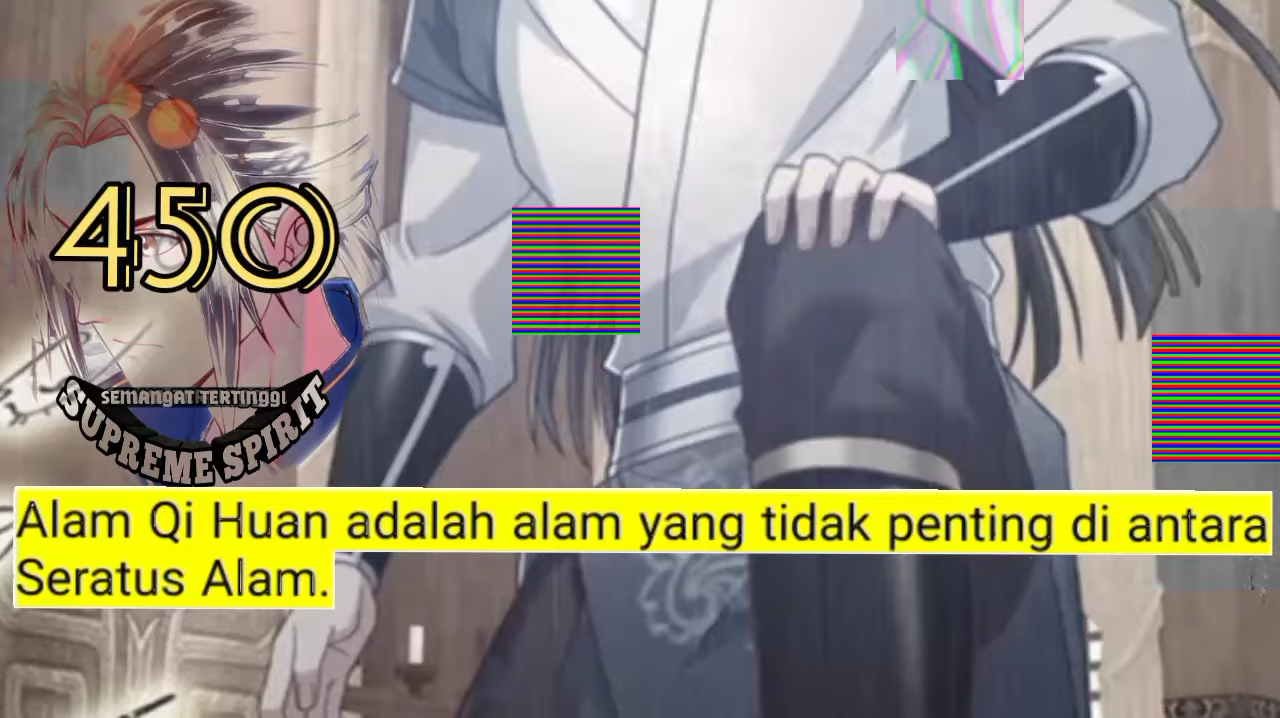 450
SEMANGAT TERTINGGI
SUPREME SPIRIT
Alam Qi Huan adalah alam yang tidak penting di antara
Seratus Alam.